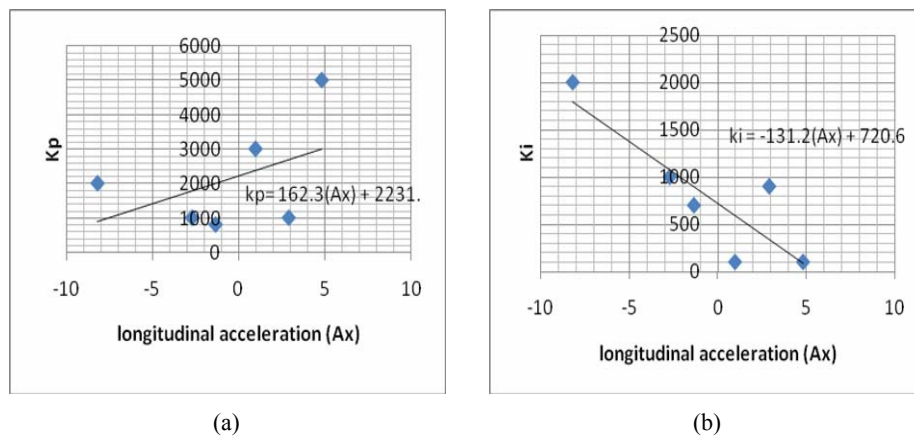 6000
5000
4000
3000
2000
1000
0
Kp
kp= 162.3(Ax) + 2231.
-10 -5 0 5 10
longitudinal acceleration (Ax)
(a)
2500
2000
1500
1000
500
0
Ki
ki = -131.2(Ax) + 720.6
-10 -5 0 5 10
longitudinal acceleration (Ax)
(b)